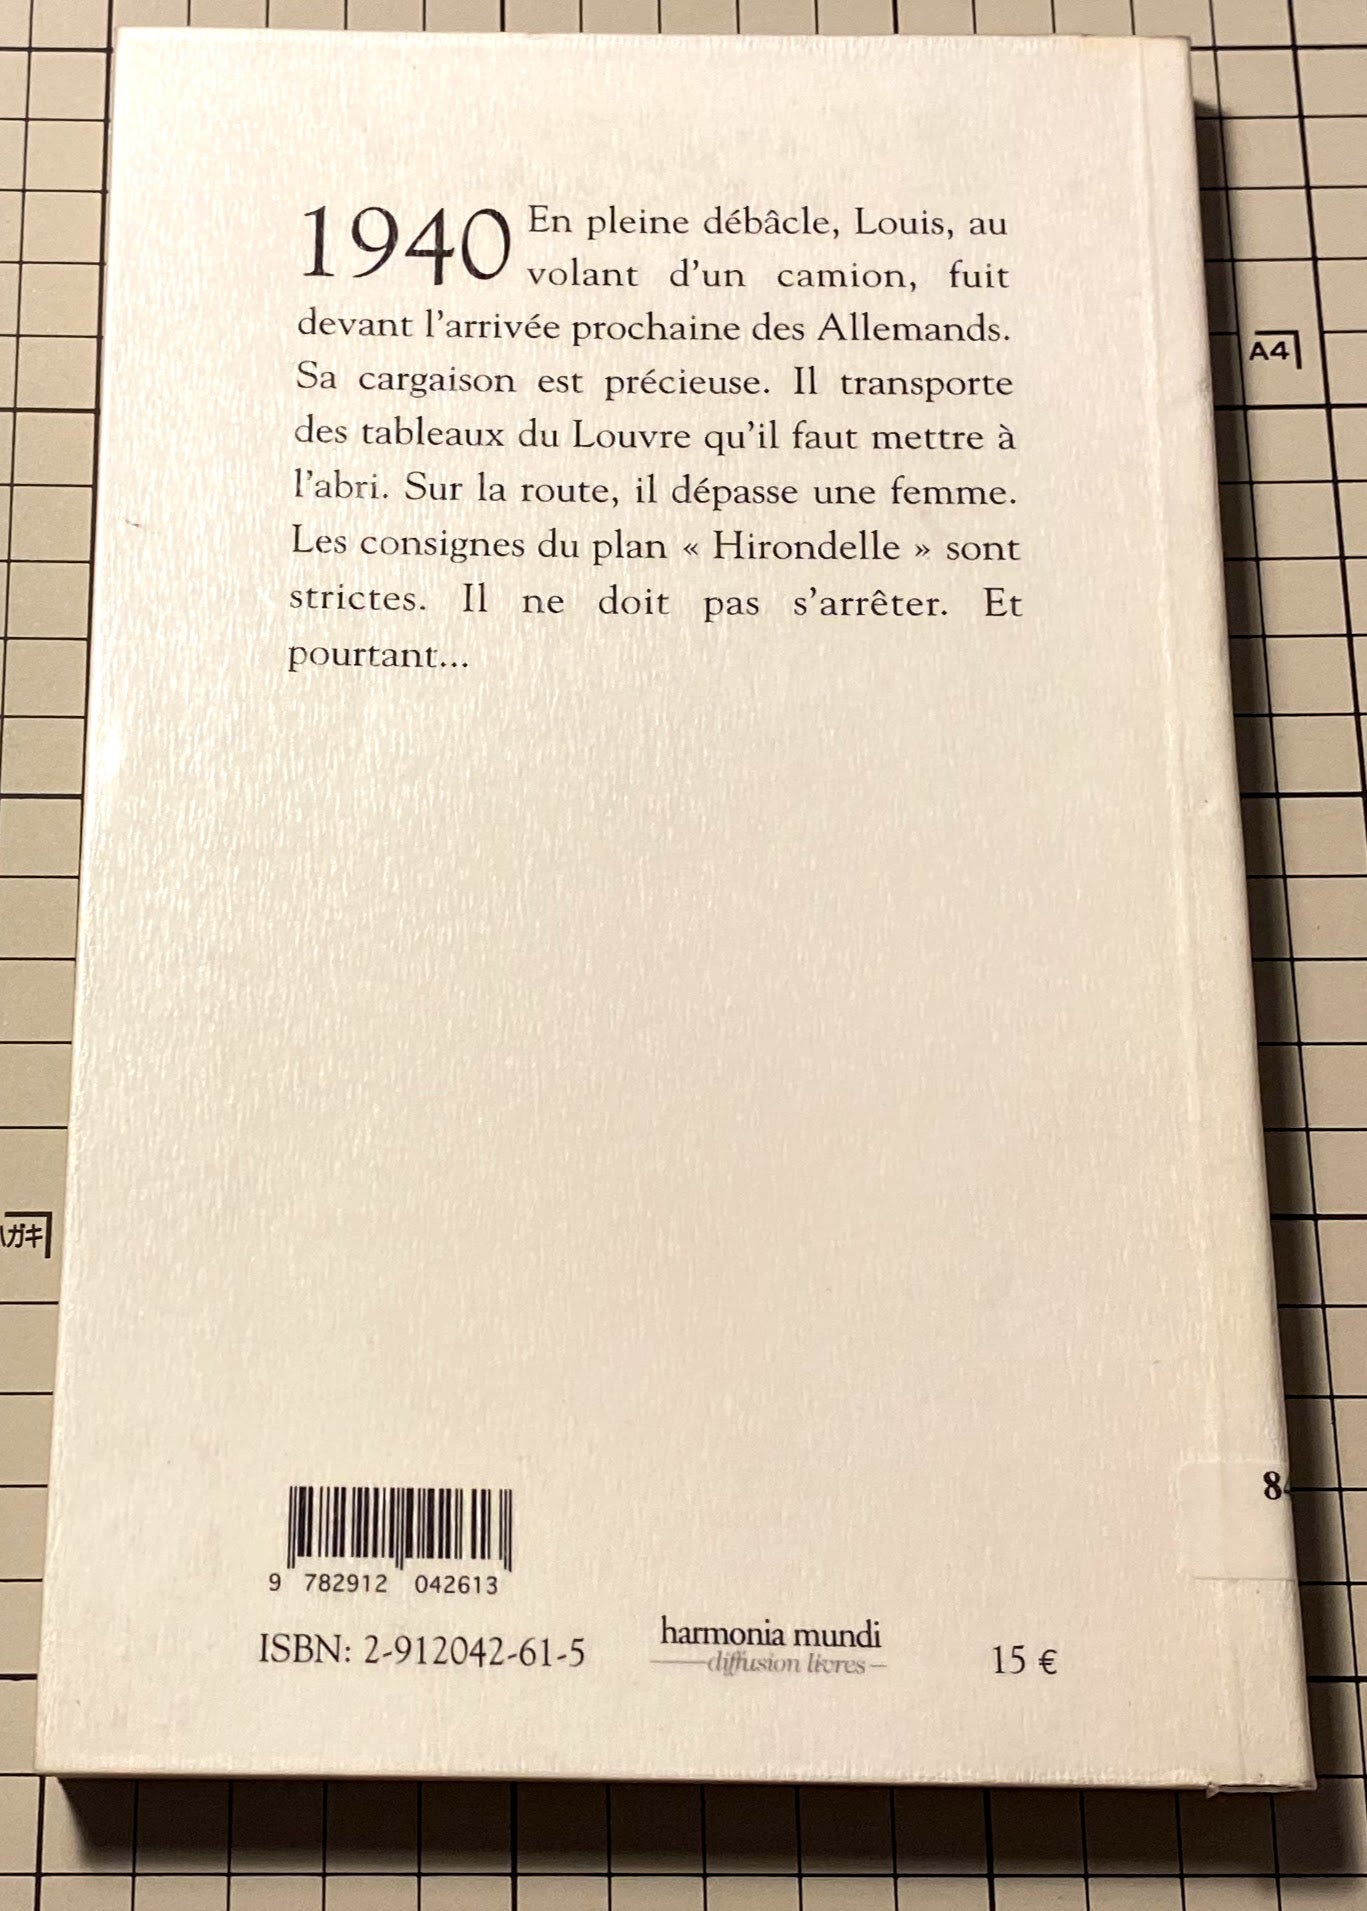 1940 En pleine débâcle, Louis, au
volant d'un camion, fuit
devant l'arrivée prochaine des Allemands.
Sa cargaison est précieuse. Il transporte
des tableaux du Louvre qu'il faut mettre à
l'abri. Sur la route, il dépasse une femme.
Les consignes du plan « Hirondelle » sont
strictes. Il ne doit pas s'arrêter. Et
pourtant...
A4
ガキ
8
9 782912 042613
ISBN: 2-912042-61-5
harmonia mundi
diffusion livres
15 €